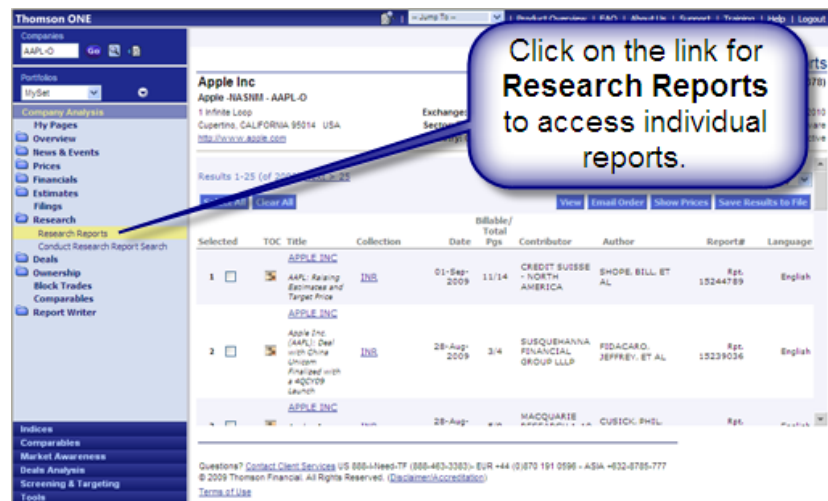 Thomson ONE
-- Jump To --
| Product Overview | FAQ | About Us | Support | Training | Help | Logout
Companies
AAPL-O
Go
Portfolios
MySet
Company Analysis
My Pages
Overview
News & Events
Prices
Financials
Estimates
Filings
Research
Research Reports
Conduct Research Report Search
Deals
Ownership
Block Trades
Comparables
Report Writer
Indices
Comparables
Market Awareness
Deals Analysis
Screening & Targeting
Tools
Click on the link for
Research Reports
to access individual
reports.
Apple Inc
Apple -NASNM - AAPL-O
1 Infinite Loop
Cupertino, CALIFORNIA 95014 USA
http://www.apple.com
Exchange:
Results 1-25 (of
Clear All
View Email Order Show Prices Save Results to File
Selected TOC Title Collection Date Billable/ Total Pgs Contributor Author Report# Language
APPLE INC
1 AAPL: Raising Estimates and Target Price INR 01-Sep-2009 11/14 CREDIT SUISSE - NORTH AMERICA SHOPE, BILL, ET AL Rpt. 15244789 English
APPLE INC
2 Apple Inc. (AAPL): Deal with China Unicom Finalized with a 4QCY09 Launch INR 28-Aug-2009 3/4 SUSQUEHANNA FINANCIAL GROUP LLLP FIDACARO, JEFFREY, ET AL Rpt. 15239036 English
APPLE INC
28-Aug- MACQUARIE CUSICK, PHIL, Rpt.
Questions? Contact Client Services US 888-I-Need-TF (888-463-3383)- EUR +44 (0)870 191 0596 - ASIA +632-8785-777
© 2009 Thomson Financial. All Rights Reserved. (Disclaimer/Accreditation)
Terms of Use